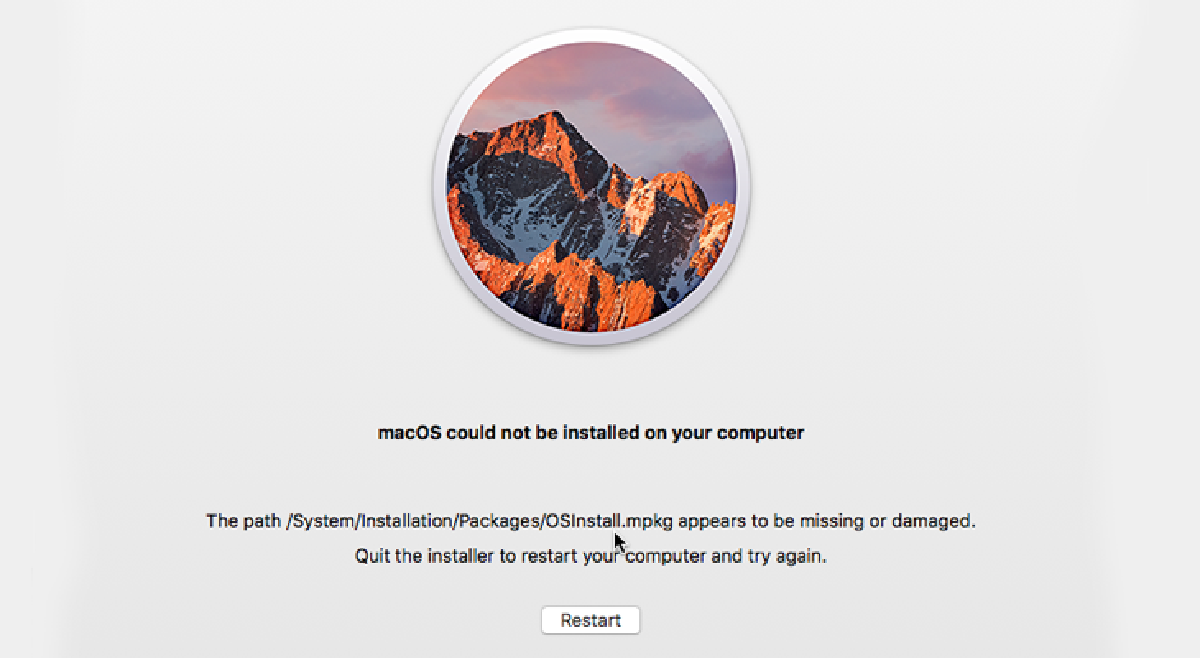 macOS could not be installed on your computer
The path /System/Installation/Packages/OSInstall.mpkg appears to be missing or damaged.
Quit the installer to restart your computer and try again.
Restart